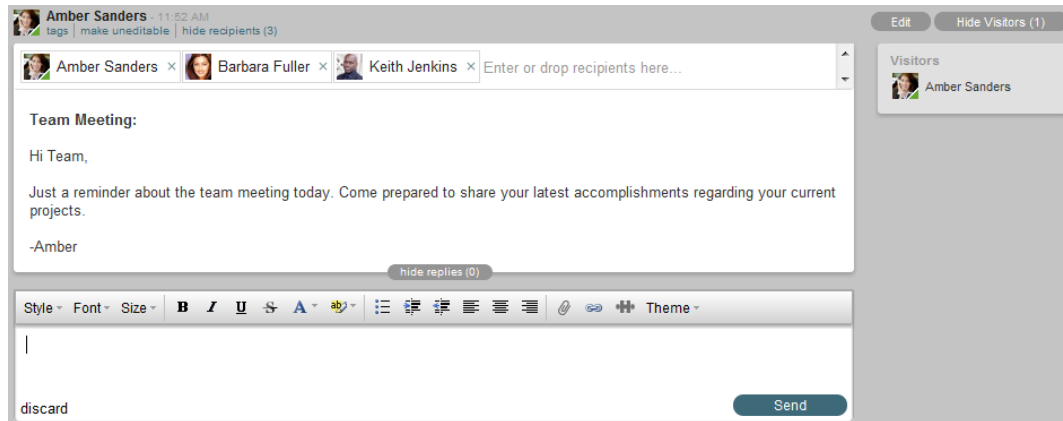 Amber Sanders - 11:52 AM
tags | make uneditable | hide recipients (3)
Edit
Hide Visitors (1)
Amber Sanders × Barbara Fuller × Keith Jenkins × Enter or drop recipients here...
Visitors
Amber Sanders
Team Meeting:
Hi Team,
Just a reminder about the team meeting today. Come prepared to share your latest accomplishments regarding your current
projects.
-Amber
hide replies (0)
Style Font Size B I U S A ab Theme
discard
Send